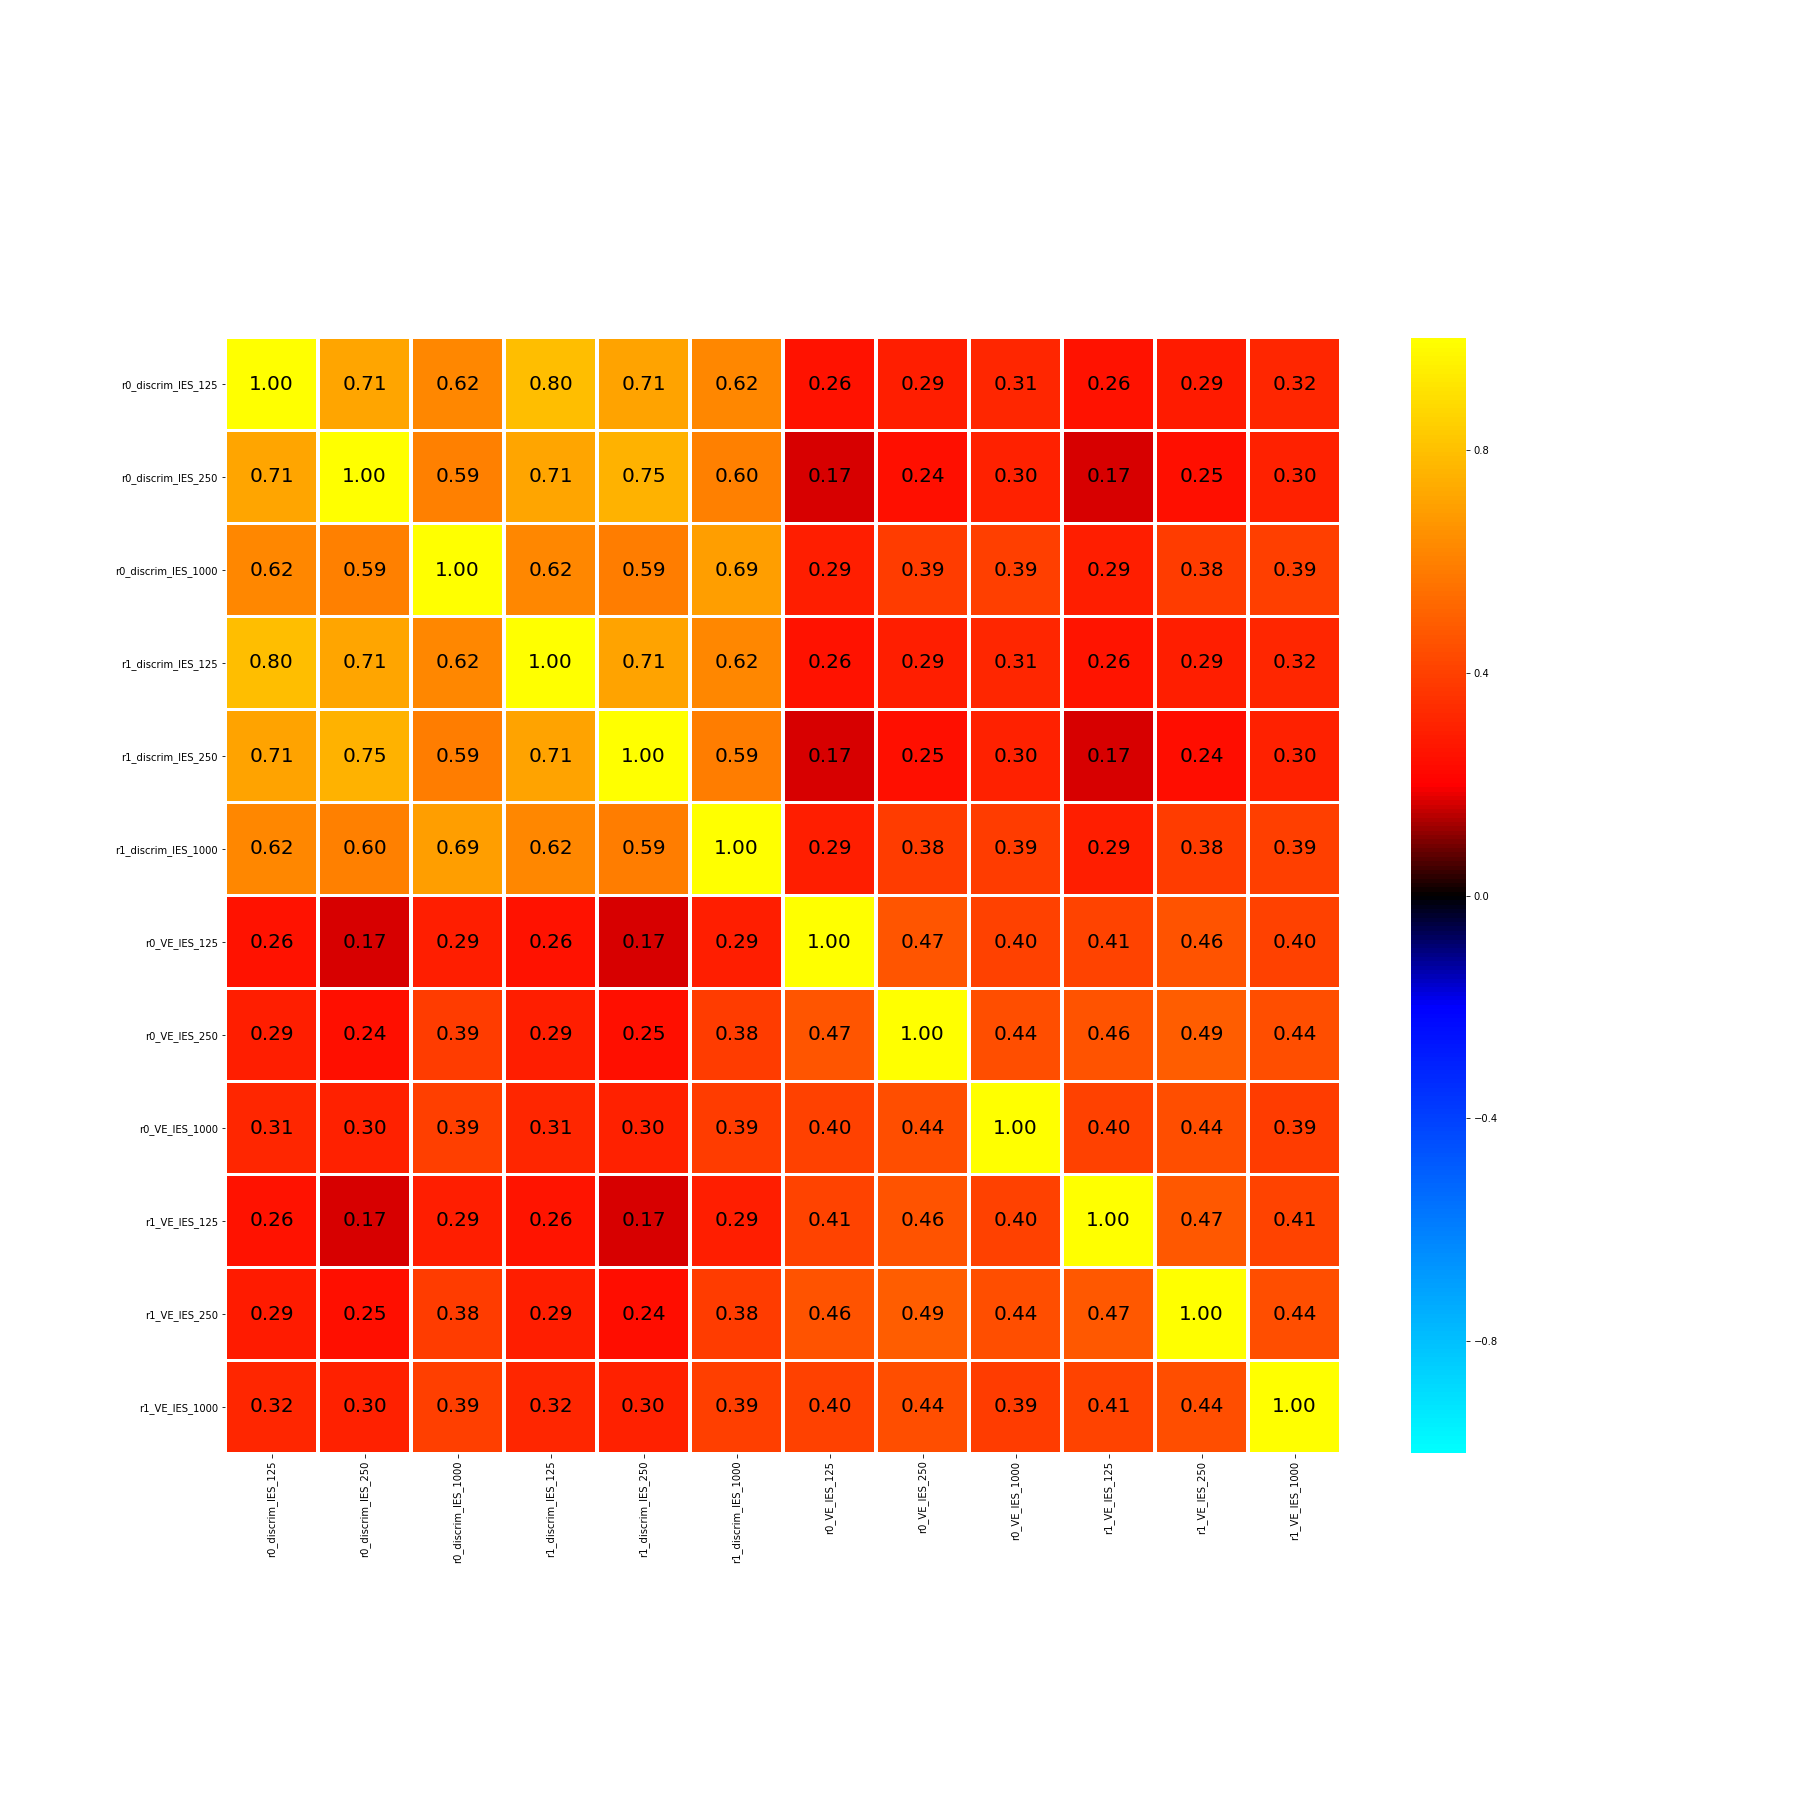 r0_discrim_IES_125 1.00 0.71 0.62 0.80 0.71 0.62 0.26 0.29 0.31 0.26 0.29 0.32
r0_discrim_IES_250 0.71 1.00 0.59 0.71 0.75 0.60 0.17 0.24 0.30 0.17 0.25 0.30
r0_discrim_IES_1000 0.62 0.59 1.00 0.62 0.59 0.69 0.29 0.39 0.39 0.29 0.38 0.39
r1_discrim_IES_125 0.80 0.71 0.62 1.00 0.71 0.62 0.26 0.29 0.31 0.26 0.29 0.32
r1_discrim_IES_250 0.71 0.75 0.59 0.71 1.00 0.59 0.17 0.25 0.30 0.17 0.24 0.30
r1_discrim_IES_1000 0.62 0.60 0.69 0.62 0.59 1.00 0.29 0.38 0.39 0.29 0.38 0.39
r0_VE_IES_125 0.26 0.17 0.29 0.26 0.17 0.29 1.00 0.47 0.40 0.41 0.46 0.40
r0_VE_IES_250 0.29 0.24 0.39 0.29 0.25 0.38 0.47 1.00 0.44 0.46 0.49 0.44
r0_VE_IES_1000 0.31 0.30 0.39 0.31 0.30 0.39 0.40 0.44 1.00 0.40 0.44 0.39
r1_VE_IES_125 0.26 0.17 0.29 0.26 0.17 0.29 0.41 0.46 0.40 1.00 0.47 0.41
r1_VE_IES_250 0.29 0.25 0.38 0.29 0.24 0.38 0.46 0.49 0.44 0.47 1.00 0.44
r1_VE_IES_1000 0.32 0.30 0.39 0.32 0.30 0.39 0.40 0.44 0.39 0.41 0.44 1.00
r0_discrim_IES_125
r0_discrim_IES_250
r0_discrim_IES_1000
r1_discrim_IES_125
r1_discrim_IES_250
r1_discrim_IES_1000
r0_VE_IES_125
r0_VE_IES_250
r0_VE_IES_1000
r1_VE_IES_125
r1_VE_IES_250
r1_VE_IES_1000
0.8
0.4
0.0
−0.4
−0.8